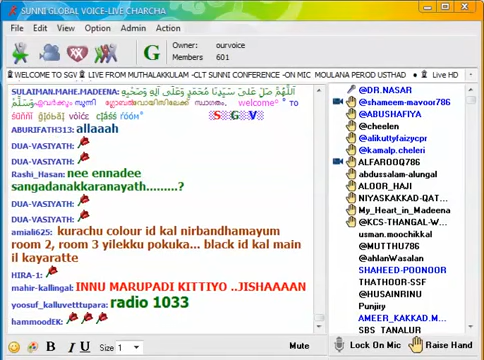 SUNNI GLOBAL VOICE-LIVE CHARCHA
File Edit View Option Admin Action
G
Owner: ourvoice
Members 601
WELCOME TO SGV LIVE FROM MUTHALAKKULAM -CLT SUNNI CONFERENCE -ON MIC MOULANA PEROD USTHAD Live HD
SULAIMAN.MAHE.MADEENA:
welcome
S G V
ABURIFATH313: allaaah
DUA-VASIYATH:
DUA-VASIYATH:
Rashi_Hasan: nee ennadee
sangadanakkaranayath.........?
DUA-VASIYATH:
DUA-VASIYATH:
amiali625: kurachu colour id kal nirbandhamayum
room 2, room 3 yilekku pokuka... black id kal main
il kayaratte
HIRA-1:
mahir-kallingal: INNU MARUPADI KITTIYO ..JISHAAAAN
yoosuf_kalluvetttupara: radio 1033
hammoodEK:
B I U Size 1 Mute
@DR.NASAR
@shameem-mavoor786
@ABUSHAFIYA
@cheelen
@alikuttyfaizycpr
@kamalp.cheleri
ALFAROOQ786
abdussalam-alungal
ALOOR_HAJI
NIYASKAKKAD-QAT...
My_Heart_in_Madeena
@KCS-THANGAL-W...
usman.moochikkal
@MUTTHU786
@ahlanWasalan
SHAHEED-POONOOR
THATHOOR-SSF
@HUSAINRINU
Punjiry
AMEER_KAKKAD.M...
SBS_TANALUR
Lock On Mic Raise Hand